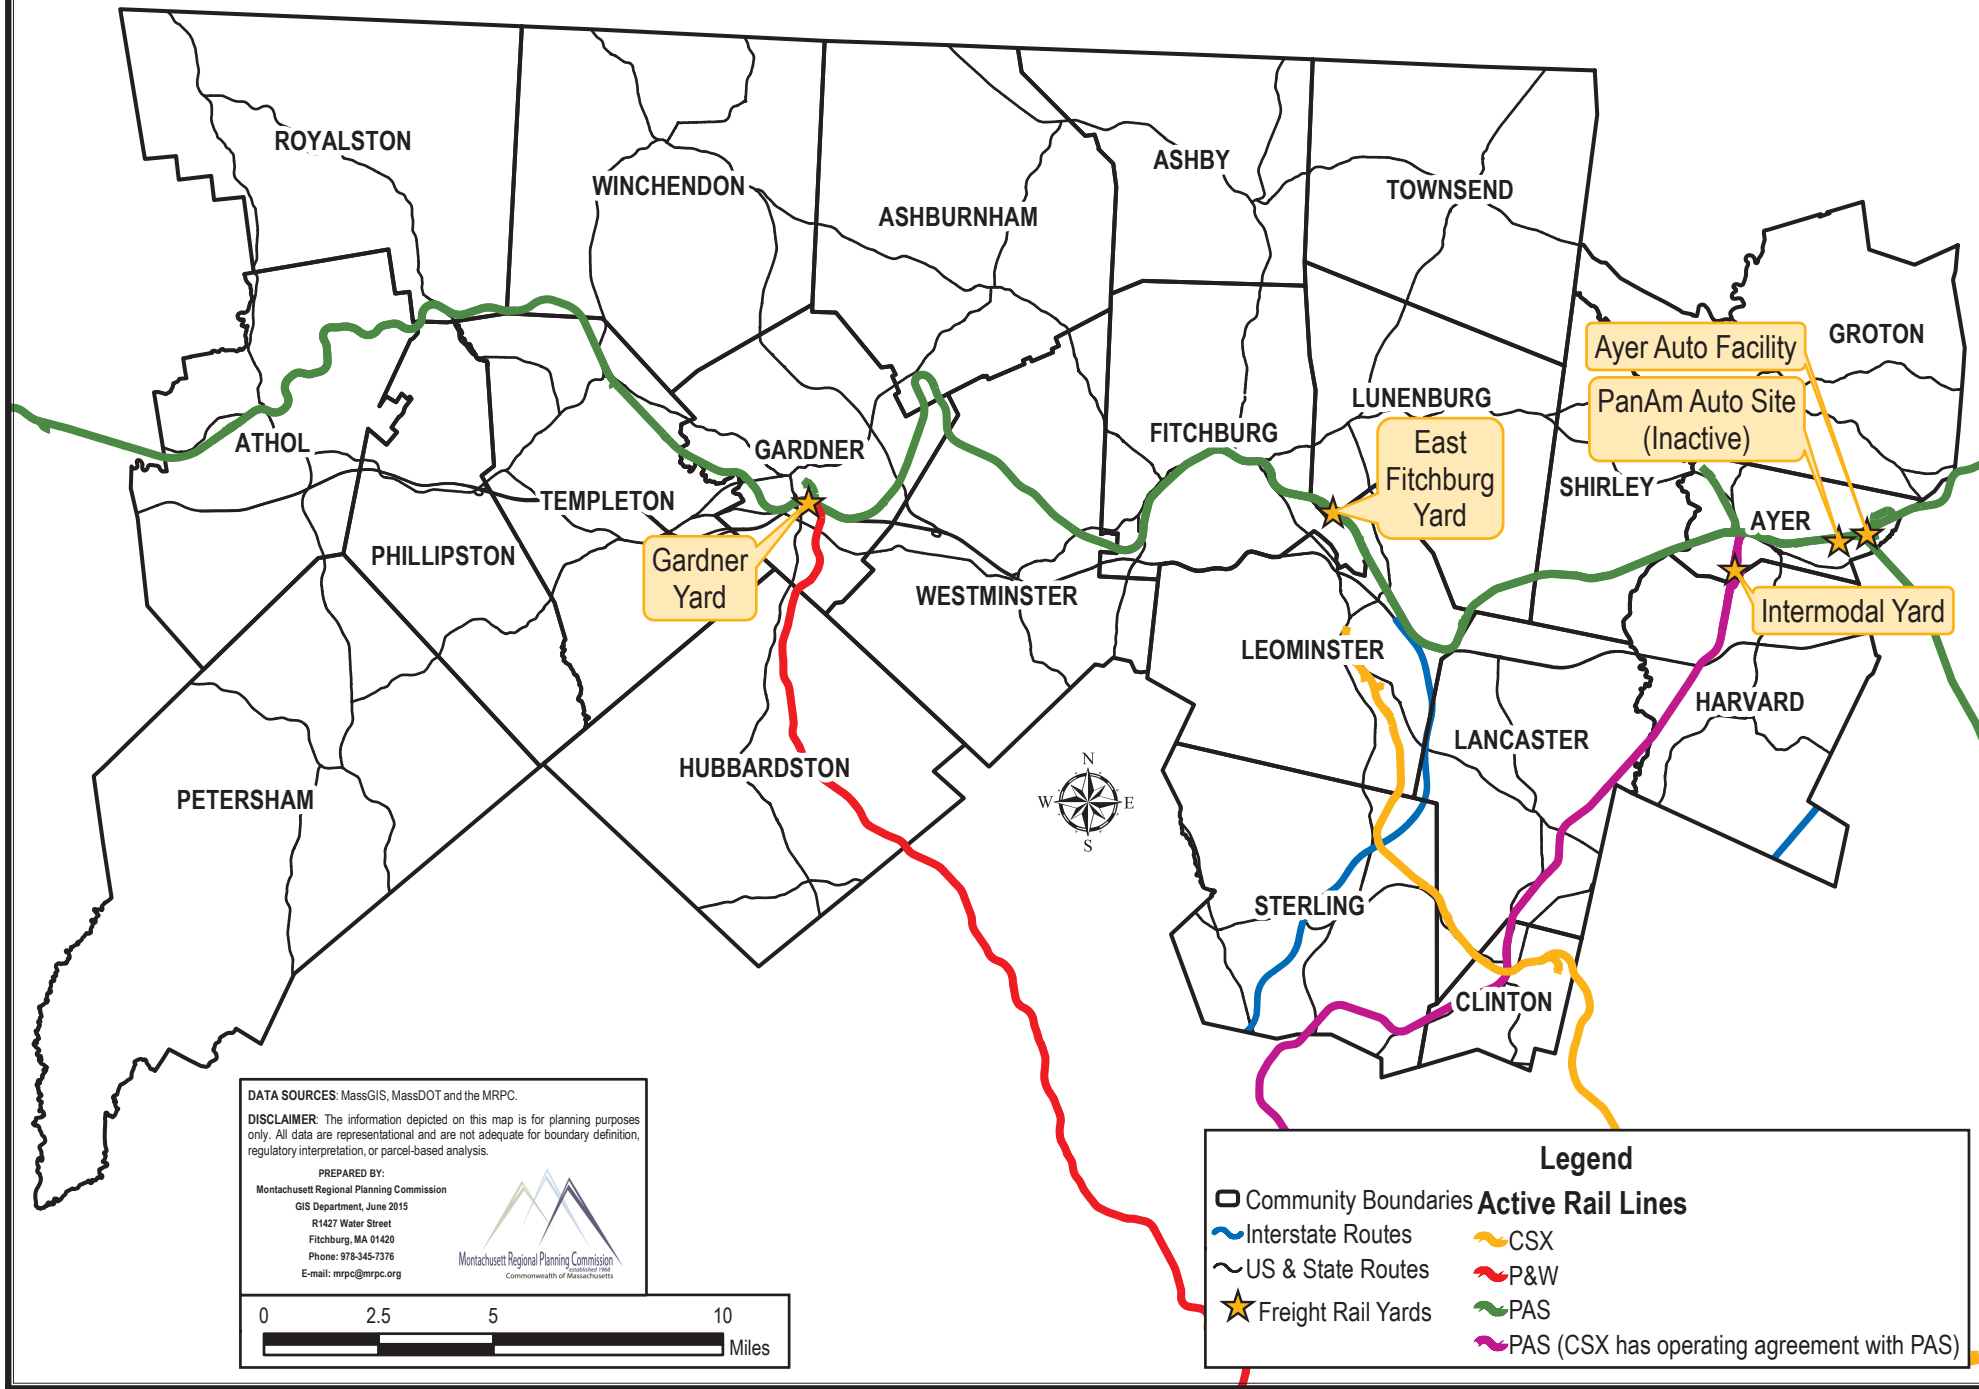 ROYALSTON
WINCHENDON
ASHBURNHAM
ASHBY
TOWNSEND
GROTON
Ayer Auto Facility
PanAm Auto Site
(Inactive)
LUNENBURG
East
Fitchburg
Yard
FITCHBURG
SHIRLEY
AYER
ATHOL
GARDNER
TEMPLETON
PHILLIPSTON
Gardner
Yard
WESTMINSTER
Intermodal Yard
LEOMINSTER
HARVARD
LANCASTER
HUBBARDSTON
PETERSHAM
N
W
E
S
STERLING
CLINTON
DATA SOURCES: MassGIS, MassDOT and the MRPC.
DISCLAIMER: The information depicted on this map is for planning purposes
only. All data are representational and are not adequate for boundary definition,
regulatory interpretation, or parcel-based analysis.
PREPARED BY:
Montachusett Regional Planning Commission
GIS Department, June 2015
R1427 Water Street
Fitchburg, MA 01420
Phone: 978-345-7376
E-mail: mrpc@mrpc.org
Montachusett Regional Planning Commission
established 1968
Commonwealth of Massachusetts
0 2.5 5 10
Miles
Legend
Community Boundaries
Interstate Routes
US & State Routes
Freight Rail Yards
Active Rail Lines
CSX
P&W
PAS
PAS (CSX has operating agreement with PAS)